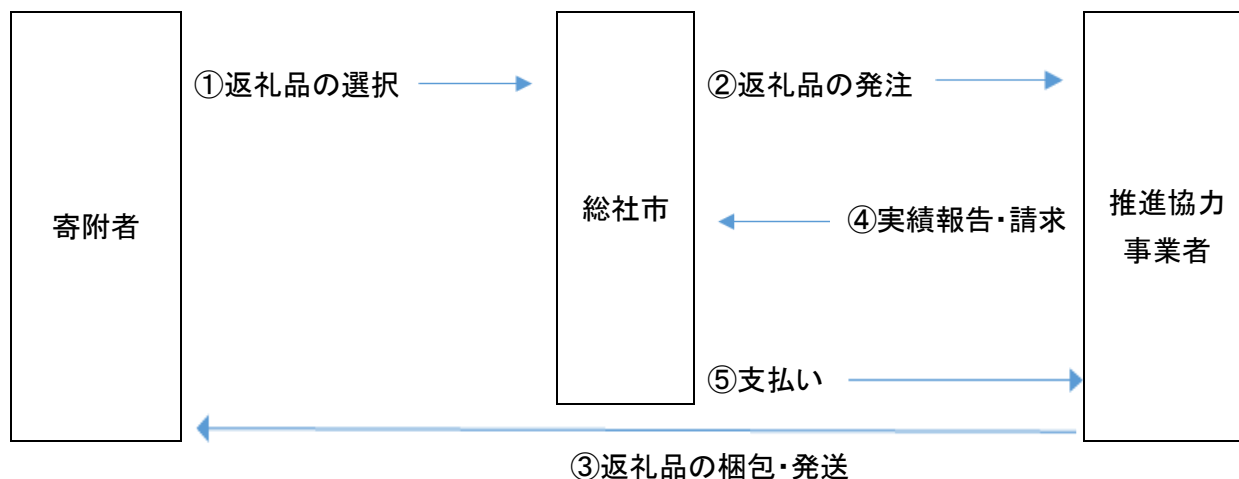 ①返礼品の選択
②返礼品の発注
寄附者
総社市
④実績報告・請求
推進協力
事業者
⑤支払い
③返礼品の梱包・発送